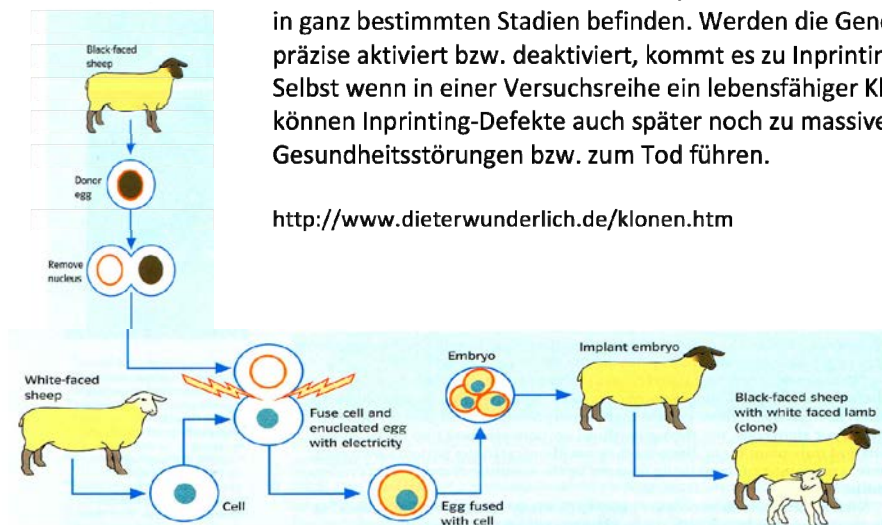 in ganz bestimmten Stadien befinden. Werden die Gene
präzise aktiviert bzw. deaktiviert, kommt es zu Inprintin
Selbst wenn in einer Versuchsreihe ein lebensfähiger Kl
können Inprinting-Defekte auch später noch zu massive
Gesundheitsstörungen bzw. zum Tod führen.
http://www.dieterwunderlich.de/klonen.htm
Black-faced
sheep
Donor
egg
Remove
nucleus
White-faced
sheep
Cell
Fuse cell and
enucleated egg
with electricity
Egg fused
with cell
Embryo
Implant embryo
Black-faced sheep
with white faced lamb
(clone)